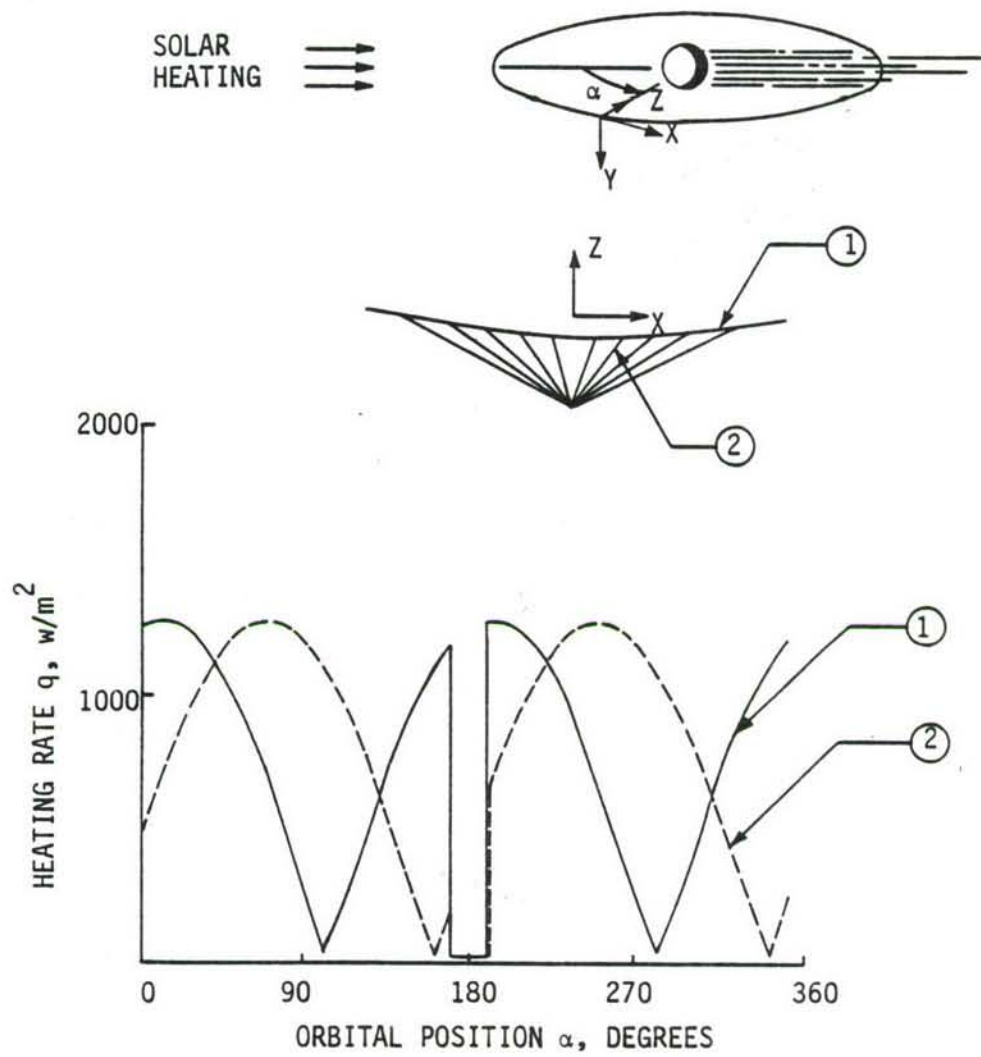 SOLAR
HEATING
α
Z
X
Y
Z
X
1
2
2000
1000
0
90
180
270
360
1
2
HEATING RATE q, w/m²
ORBITAL POSITION α, DEGREES